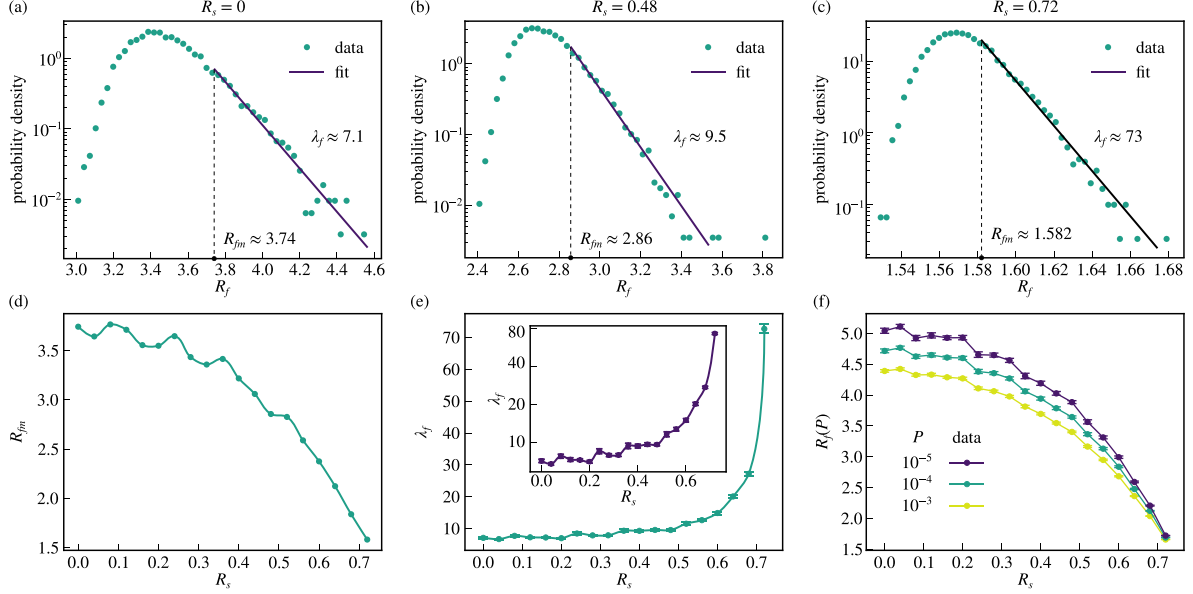 (a) R_s = 0
probability density
10^0
10^−1
10^−2
data
fit
λ_f ≈ 7.1
R_fm ≈ 3.74
3.0 3.2 3.4 3.6 3.8 4.0 4.2 4.4 4.6
R_f
(b) R_s = 0.48
probability density
10^0
10^−1
10^−2
data
fit
λ_f ≈ 9.5
R_fm ≈ 2.86
2.4 2.6 2.8 3.0 3.2 3.4 3.6 3.8
R_f
(c) R_s = 0.72
probability density
10^1
10^0
10^−1
data
fit
λ_f ≈ 73
R_fm ≈ 1.582
1.54 1.56 1.58 1.60 1.62 1.64 1.66 1.68
R_f
(d)
R_fm
3.5
3.0
2.5
2.0
1.5
0.0 0.1 0.2 0.3 0.4 0.5 0.6 0.7
R_s
(e)
λ_f
70
60
50
40
30
20
10
0.0 0.1 0.2 0.3 0.4 0.5 0.6 0.7
R_s
λ_f
80
40
20
10
0.0 0.2 0.4 0.6
R_s
(f)
R_f(P)
5.0
4.5
4.0
3.5
3.0
2.5
2.0
1.5
P data
10^−5
10^−4
10^−3
0.0 0.1 0.2 0.3 0.4 0.5 0.6 0.7
R_s